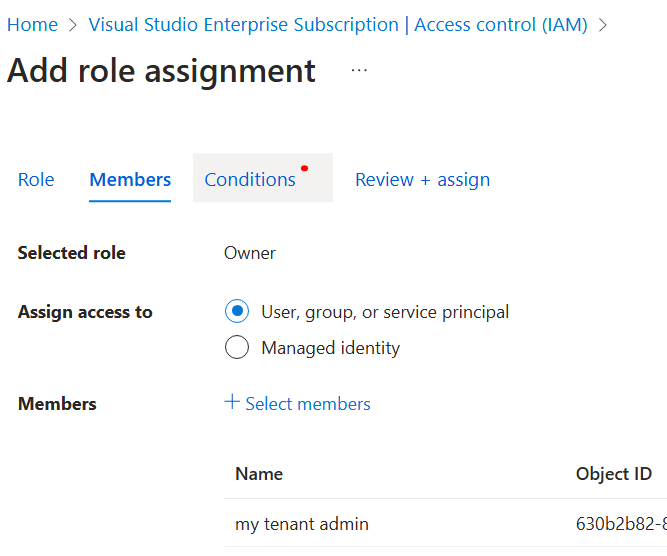 Home > Visual Studio Enterprise Subscription | Access control (IAM) >
Add role assignment ...
Role Members Conditions Review + assign
Selected role Owner
Assign access to User, group, or service principal
Managed identity
Members + Select members
Name Object ID
my tenant admin 630b2b82-8